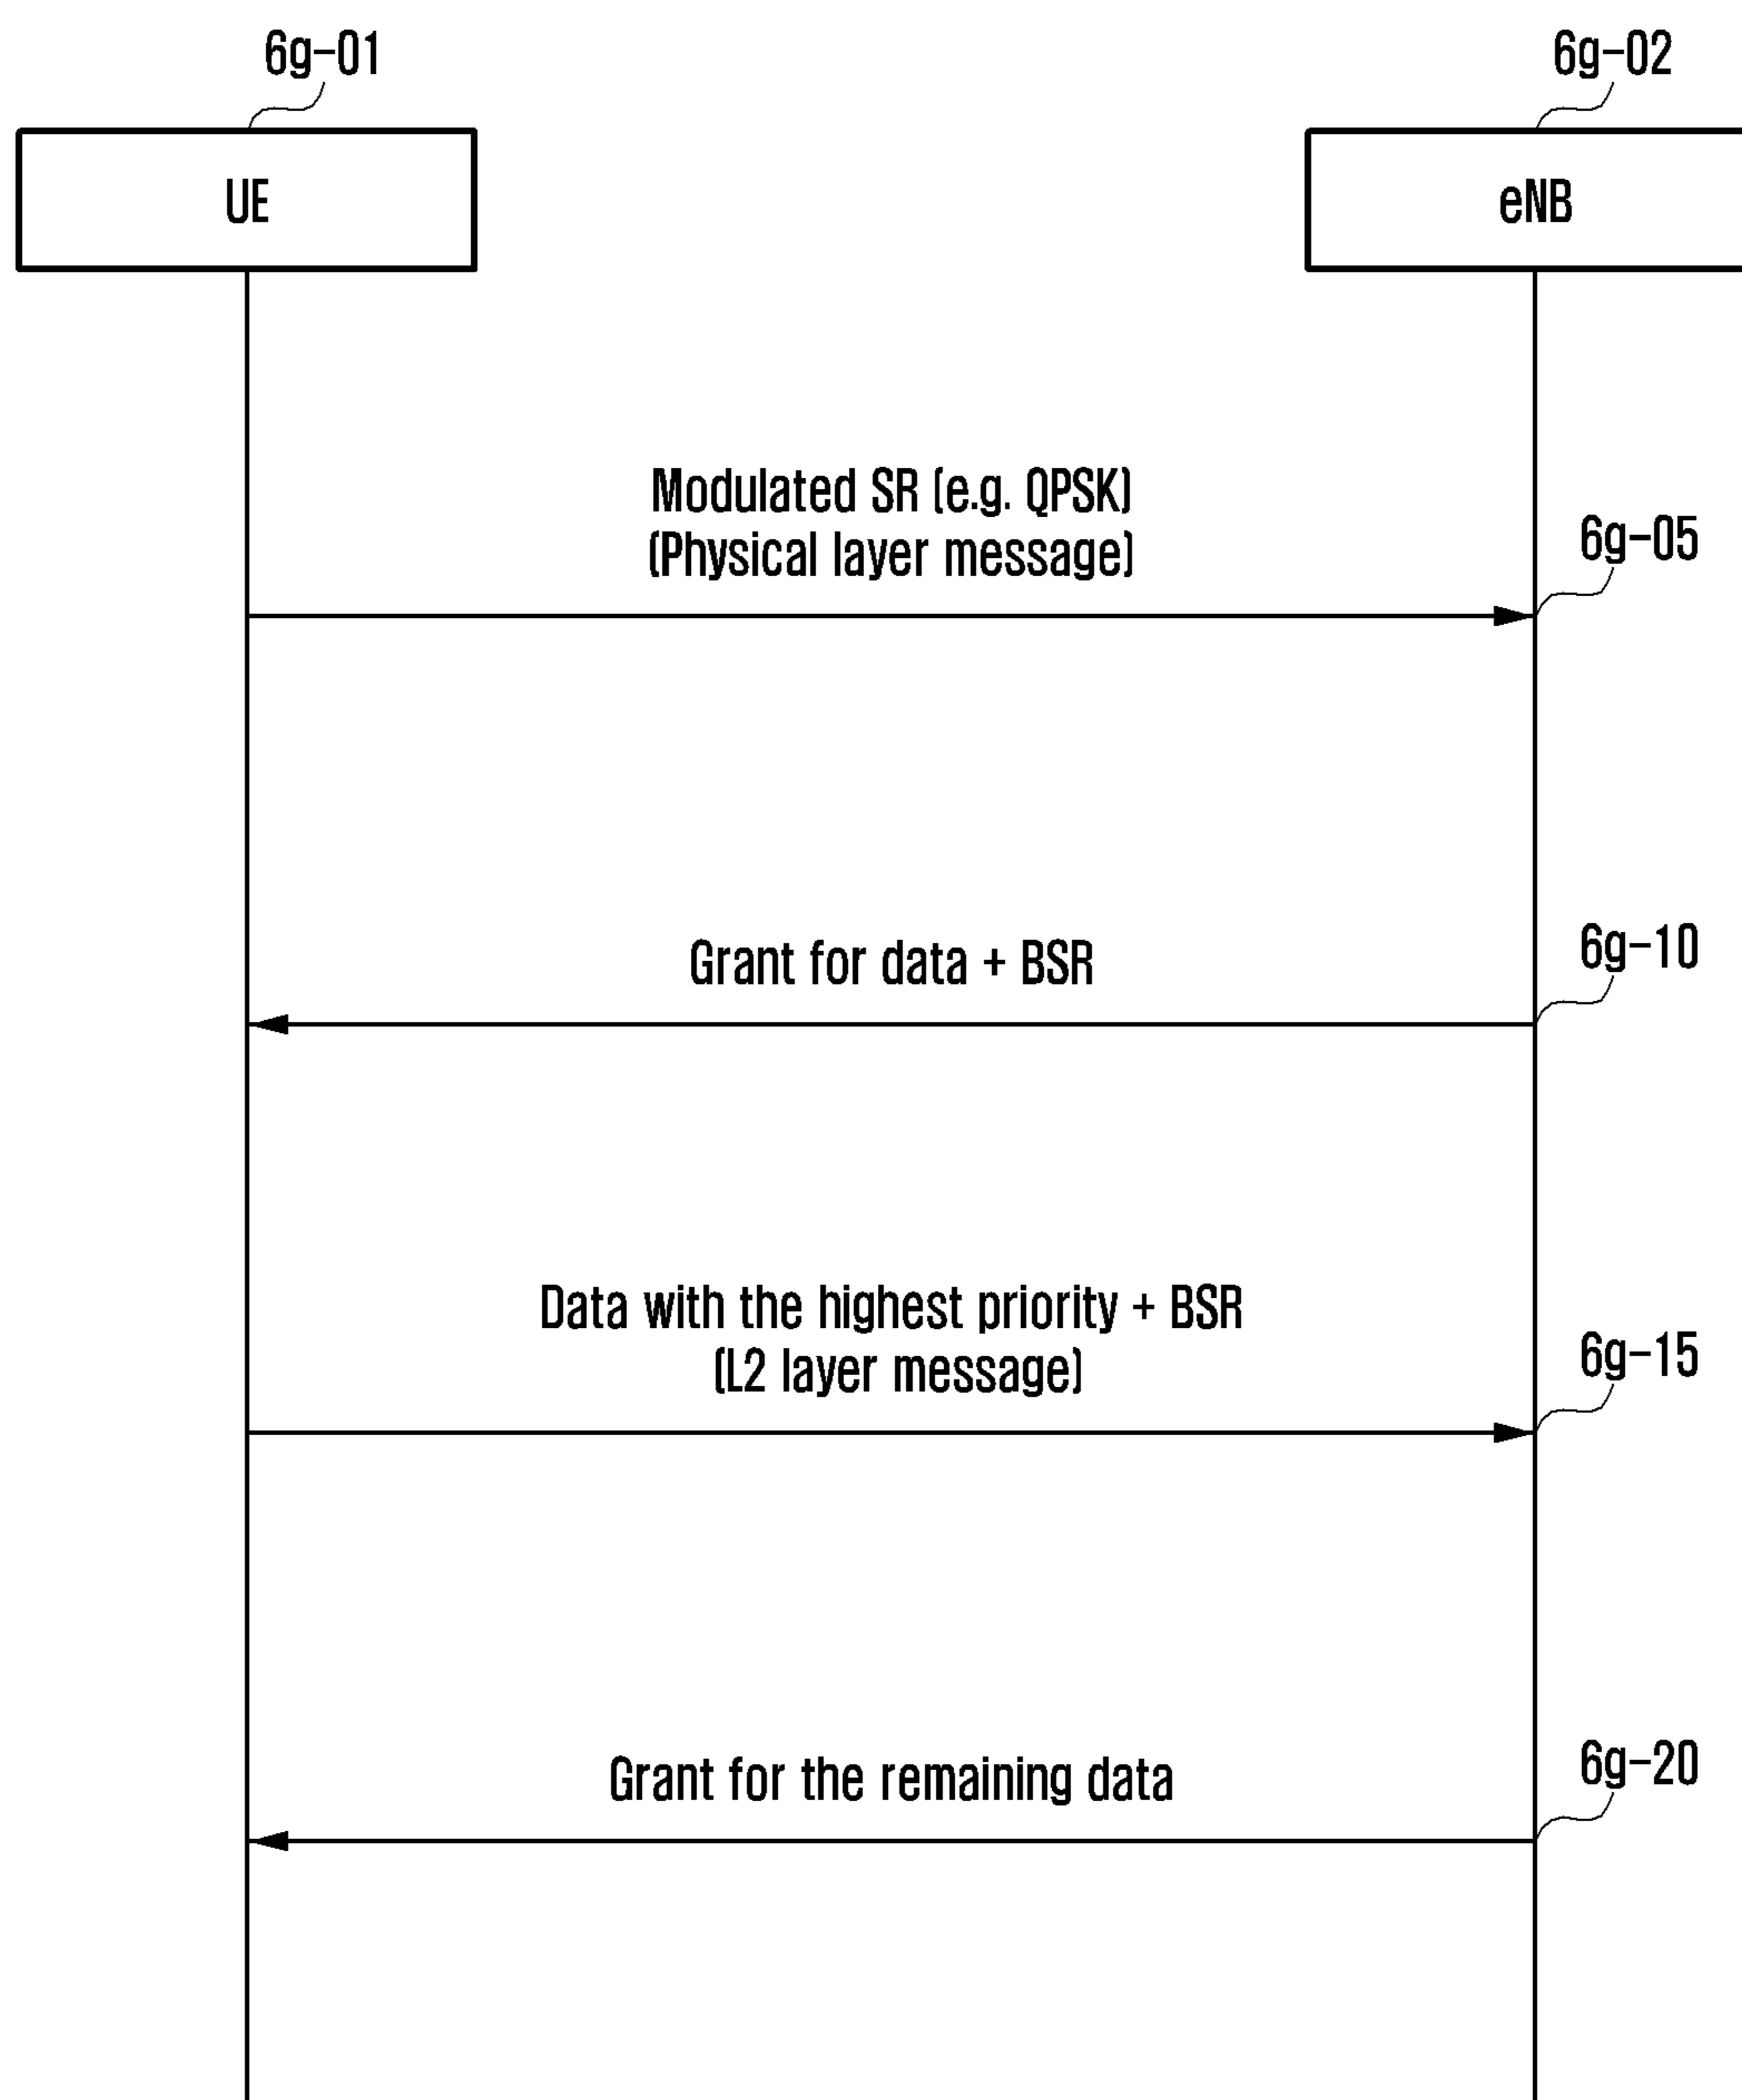 6g-01
6g-02
UE
eNB
Modulated SR (e.g. QPSK)
(Physical layer message)
6g-05
Grant for data + BSR
6g-10
Data with the highest priority + BSR
(L2 layer message)
6g-15
Grant for the remaining data
6g-20